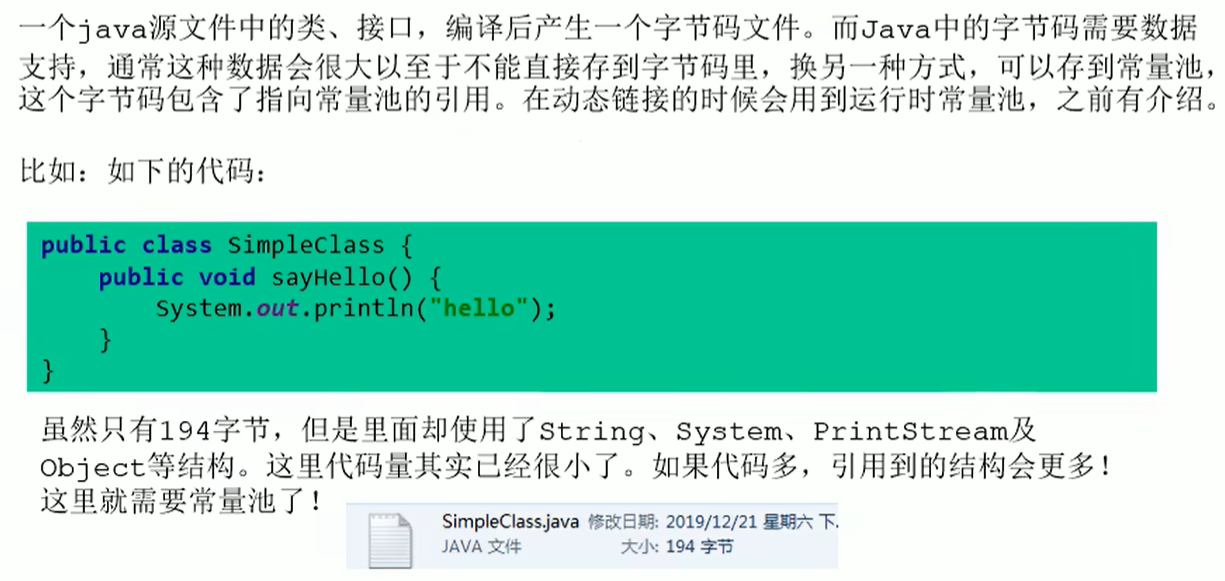 一个java源文件中的类、接口，编译后产生一个字节码文件。而Java中的字节码需要数据
支持，通常这种数据会很大以至于不能直接存到字节码里，换另一种方式，可以存到常量池，
这个字节码包含了指向常量池的引用。在动态链接的时候会用到运行时常量池，之前有介绍。
比如：如下的代码：
public class SimpleClass {
    public void sayHello() {
        System.out.println("hello");
    }
}
虽然只有194字节，但是里面却使用了String、System、PrintStream及
Object等结构。这里代码量其实已经很小了。如果代码多，引用到的结构会更多！
这里就需要常量池了！
SimpleClass.java 修改日期: 2019/12/21 星期六 下.
JAVA 文件 大小: 194 字节